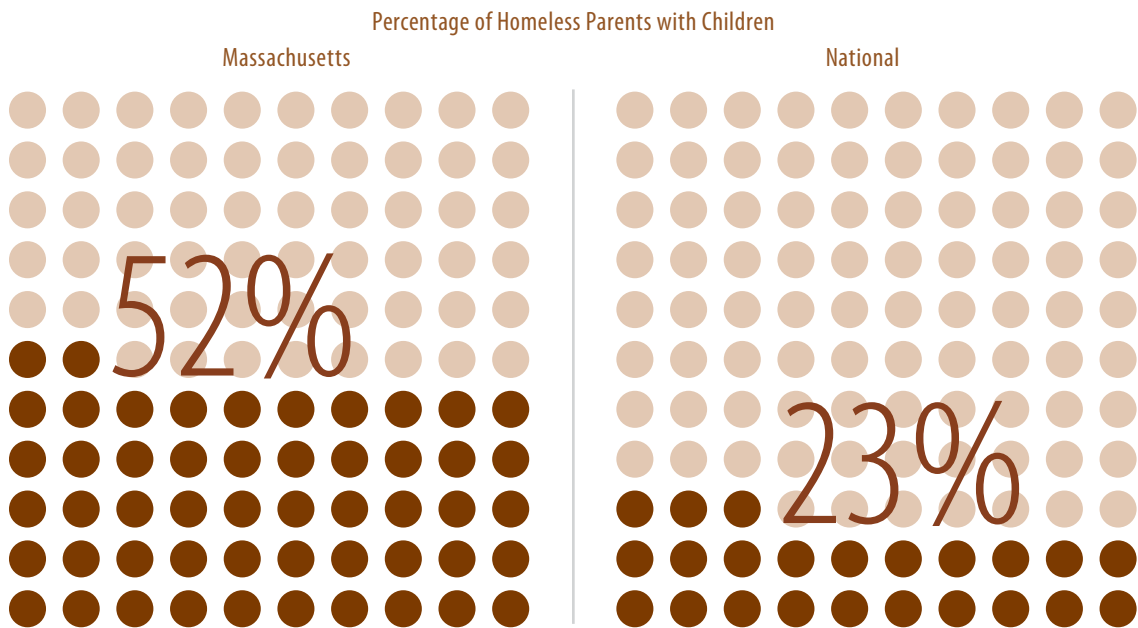 Percentage of Homeless Parents with Children
Massachusetts
National
52%
23%